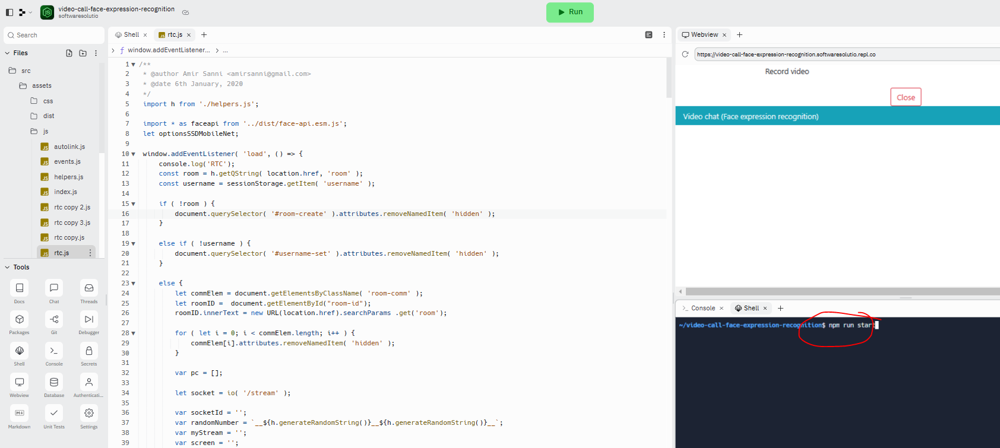 video-call-face-expression-recognition
softwaresolutio
Run
Search
Files
src
assets
css
dist
js
autolink.js
events.js
helpers.js
index.js
rtc copy 2.js
rtc copy 3.js
rtc copy.js
rtc.js
Tools
Docs Chat Threads
Packages Git Debugger
Shell Console Secrets
Webview Database Authenticati...
Markdown Unit Tests Settings
Shell × rtc.js × +
> ƒ window.addEventListener... > ...
1 /**
2 * @author Amir Sanni <amirsanni@gmail.com>
3 * @date 6th January, 2020
4 */
5 import h from './helpers.js';
6
7 import * as faceapi from '../dist/face-api.esm.js';
8 let optionsSSDMobileNet;
9
10 window.addEventListener( 'load', () => {
11 console.log('RTC');
12 const room = h.getQString( location.href, 'room' );
13 const username = sessionStorage.getItem( 'username' );
14
15 if ( !room ) {
16 document.querySelector( '#room-create' ).attributes.removeNamedItem( 'hidden' );
17 }
18
19 else if ( !username ) {
20 document.querySelector( '#username-set' ).attributes.removeNamedItem( 'hidden' );
21 }
22
23 else {
24 let commElem = document.getElementsByClassName( 'room-comm' );
25 let roomID =  document.getElementById("room-id");
26 roomID.innerText = new URL(location.href).searchParams .get('room');
27
28 for ( let i = 0; i < commElem.length; i++ ) {
29 commElem[i].attributes.removeNamedItem( 'hidden' );
30 }
31
32 var pc = [];
33
34 let socket = io( '/stream' );
35
36 var socketId = '';
37 var randomNumber = `__${h.generateRandomString()}__${h.generateRandomString()}__`;
38 var myStream = '';
39 var screen = '';
Webview × +
https://video-call-face-expression-recognition.softwaresolutio.repl.co
Record video
Close
Video chat (Face expression recognition)
Console × Shell × +
~/video-call-face-expression-recognition$ npm run start